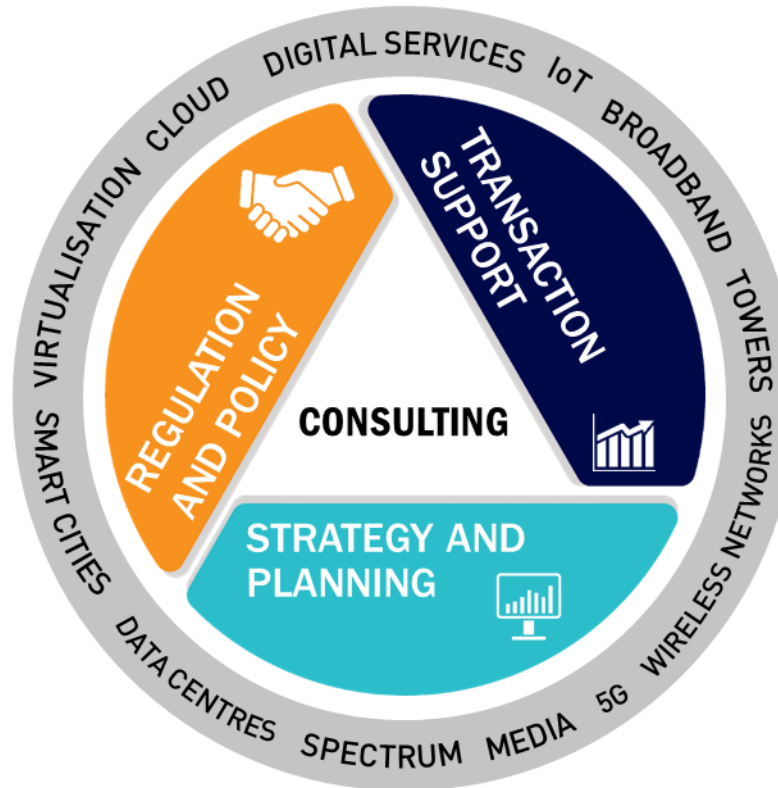 DIGITAL SERVICES
IoT
BROADBAND
TOWERS
WIRELESS NETWORKS
5G
MEDIA
SPECTRUM
DATA CENTRES
SMART CITIES
VIRTUALISATION
CLOUD
TRANSACTION
SUPPORT
REGULATION
AND POLICY
CONSULTING
STRATEGY AND
PLANNING